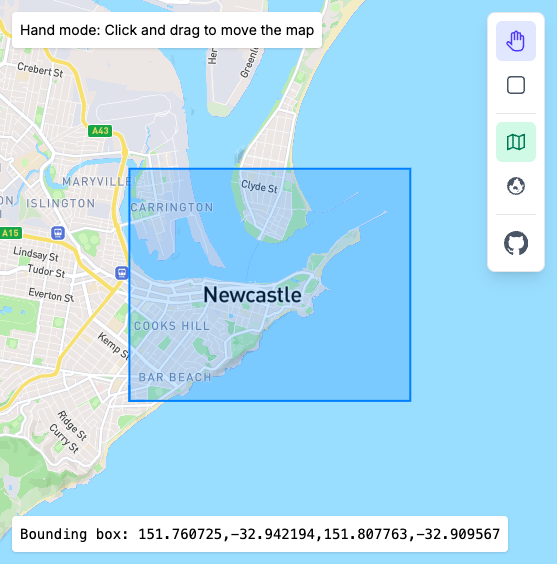 Hand mode: Click and drag to move the map
Crebert St
A43
MARYVILLE
Clyde St
ISLINGTON
CARRINGTON
A15
Lindsay St
Tudor St
Everton St
Newcastle
COOKS HILL
Kemp St
BAR BEACH
Ridge St
Curry St
Bounding box: 151.760725,-32.942194,151.807763,-32.909567